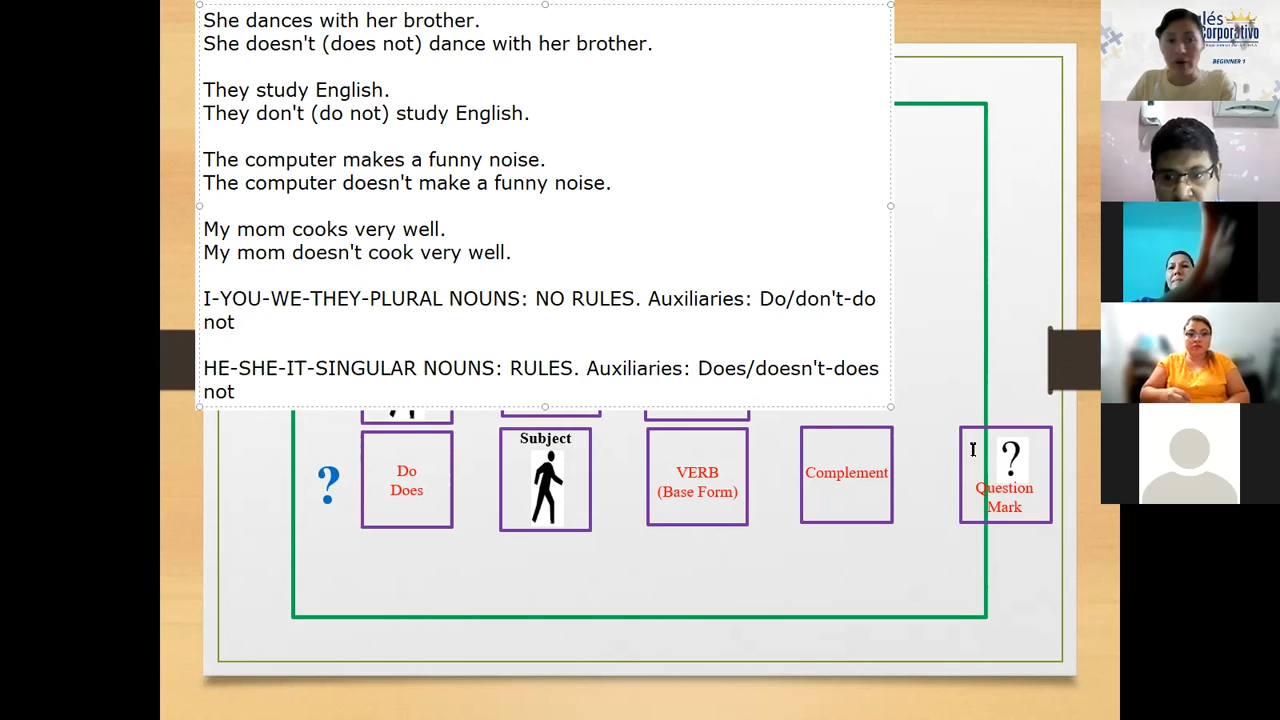 She dances with her brother.
She doesn't (does not) dance with her brother.
They study English.
They don't (do not) study English.
The computer makes a funny noise.
The computer doesn't make a funny noise.
My mom cooks very well.
My mom doesn't cook very well.
I-YOU-WE-THEY-PLURAL NOUNS: NO RULES. Auxiliaries: Do/don't-do
not
HE-SHE-IT-SINGULAR NOUNS: RULES. Auxiliaries: Does/doesn't-does
not
?
Do
Does
Subject
VERB
(Base Form)
Complement
?
Question
Mark
BEGINNER 1